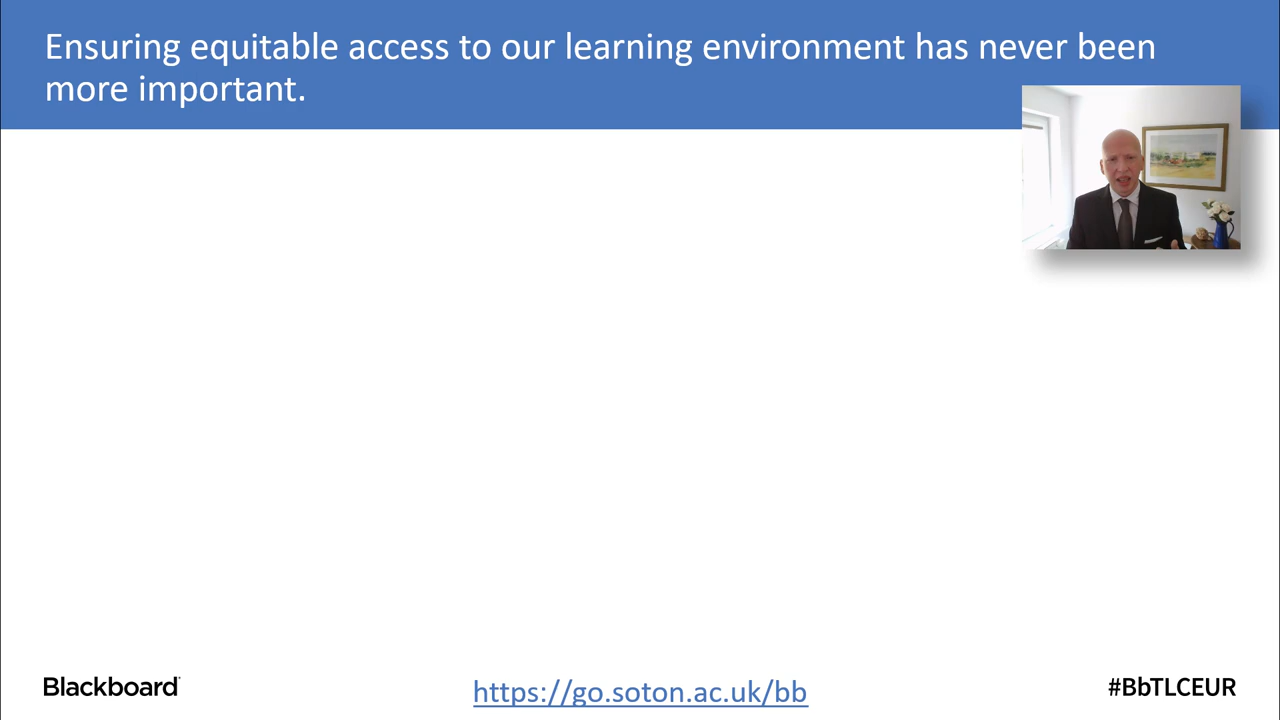 Ensuring equitable access to our learning environment has never been
more important.
Blackboard
https://go.soton.ac.uk/bb
#BbTLCEUR